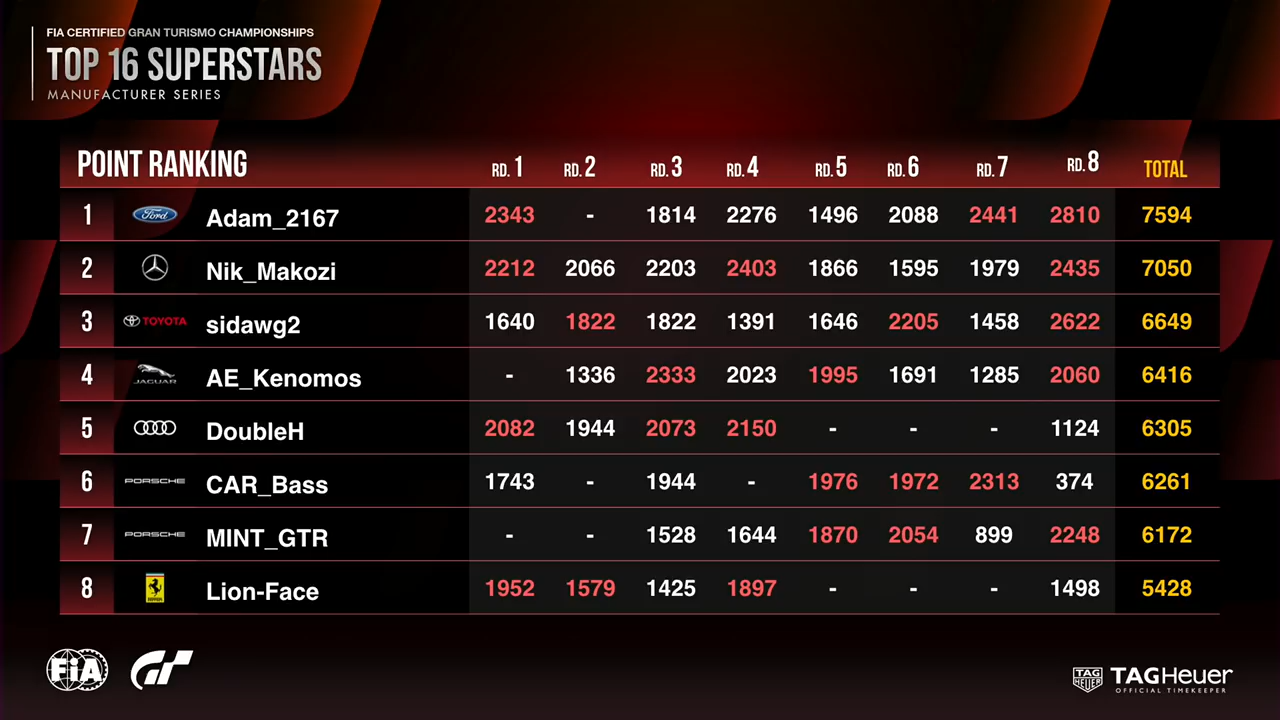 FIA CERTIFIED GRAN TURISMO CHAMPIONSHIPS
TOP 16 SUPERSTARS
MANUFACTURER SERIES
POINT RANKING RD. 1 RD. 2 RD. 3 RD. 4 RD. 5 RD. 6 RD. 7 RD. 8 TOTAL
1 Ford Adam_2167 2343 - 1814 2276 1496 2088 2441 2810 7594
2 Nik_Makozi 2212 2066 2203 2403 1866 1595 1979 2435 7050
3 TOYOTA sidawg2 1640 1822 1822 1391 1646 2205 1458 2622 6649
4 JAGUAR AE_Kenomos - 1336 2333 2023 1995 1691 1285 2060 6416
5 DoubleH 2082 1944 2073 2150 - - - 1124 6305
6 PORSCHE CAR_Bass 1743 - 1944 - 1976 1972 2313 374 6261
7 PORSCHE MINT_GTR - - 1528 1644 1870 2054 899 2248 6172
8 Ferrari Lion-Face 1952 1579 1425 1897 - - - 1498 5428
FiA GT TAG HEUER TAGHeuer
OFFICIAL TIMEKEEPER